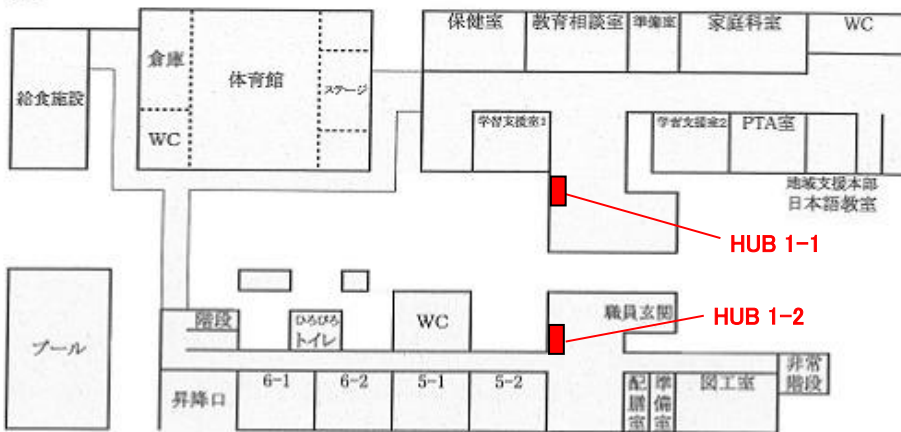 保健室
教育相談室
準備室
家庭科室
WC
倉庫
体育館
ステージ
給食施設
WC
学習支援室1
学習支援室2
PTA室
地域支援本部
日本語教室
HUB 1-1
階段
ひろびろ
トイレ
WC
職員玄関
HUB 1-2
プール
昇降口
6-1
6-2
5-1
5-2
配膳室
準備室
図工室
非常
階段